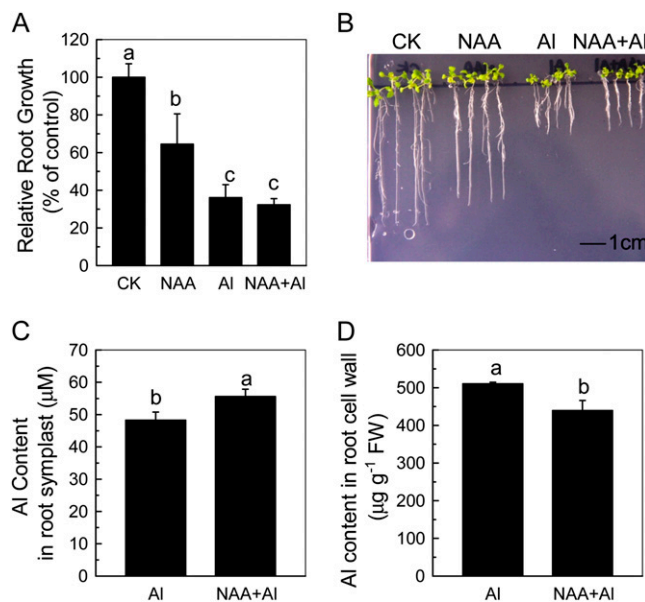 A
Relative Root Growth
(% of control)
120
100
80
60
40
20
0
a
b
c
c
CK NAA Al NAA+Al
B
CK NAA Al NAA+Al
1cm
C
Al Content
in root symplast (μM)
70
60
50
40
30
20
10
0
b
a
Al NAA+Al
D
Al content in root cell wall
(μg g⁻¹ FW)
600
500
400
300
200
100
0
a
b
Al NAA+Al